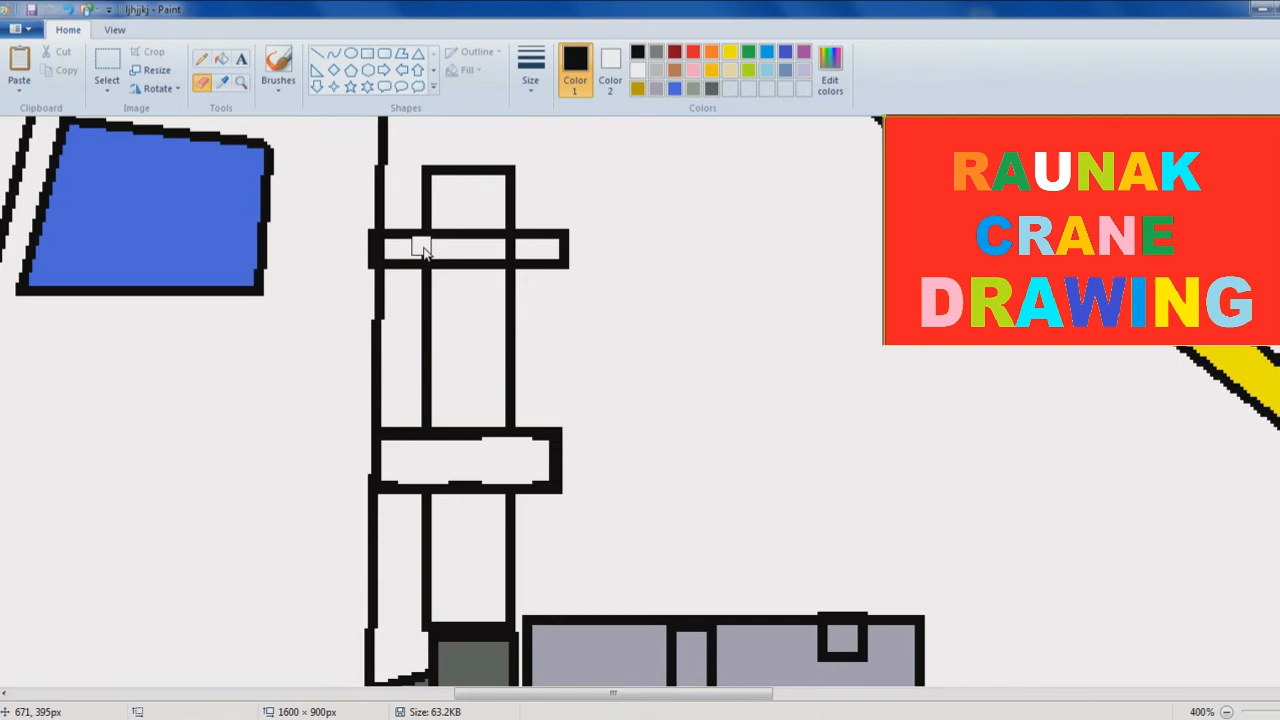 ljhjjkj - Paint
Home
View
Paste
Cut
Copy
Clipboard
Select
Crop
Resize
Rotate
Image
A
Tools
Brushes
Shapes
Outline
Fill
Size
Color 1
Color 2
Edit colors
Colors
RAUNAK
CRANE
DRAWING
671, 395px
1600 × 900px
Size: 63.2KB
400%